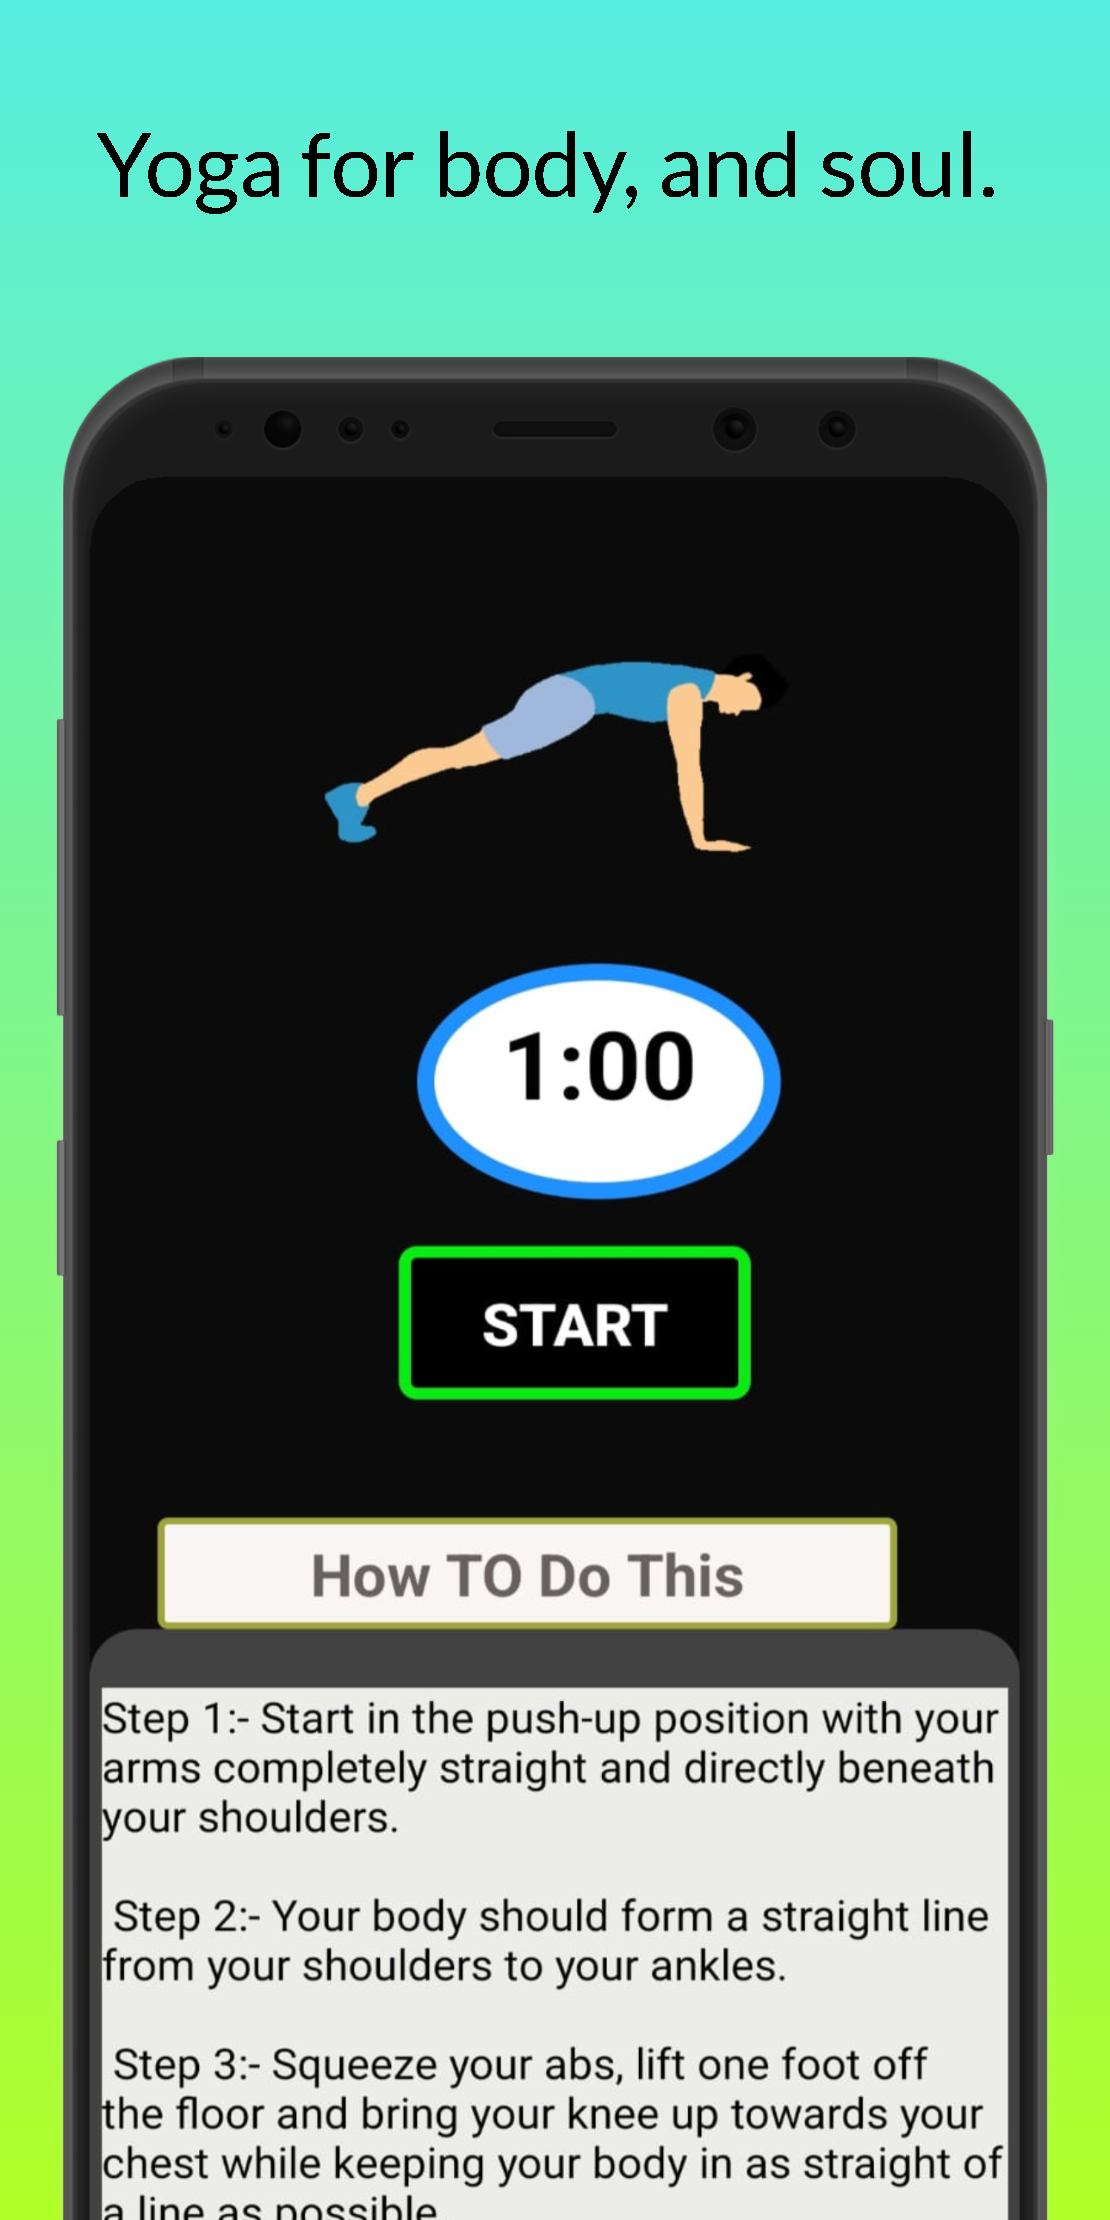 Yoga for body, and soul.
1:00
START
How TO Do This
Step 1:- Start in the push-up position with your
arms completely straight and directly beneath
your shoulders.
Step 2:- Your body should form a straight line
from your shoulders to your ankles.
Step 3:- Squeeze your abs, lift one foot off
the floor and bring your knee up towards your
chest while keeping your body in as straight of
a line as possible